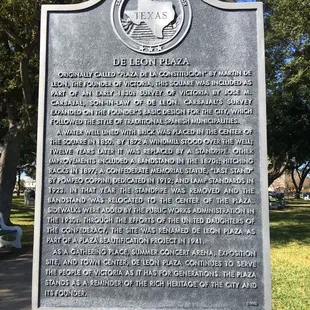 TEXAS
DE LEÓN PLAZA
ORIGINALLY CALLED "PLAZA DE LA CONSTITUCION" BY MARTIN DE
LEON, THE FOUNDER OF VICTORIA, THIS SQUARE WAS INCLUDED AS
PART OF AN EARLY 1830s SURVEY OF VICTORIA BY JOSE M.
CARBAJAL, SON-IN-LAW OF DE LEON. CARBAJAL'S SURVEY
EXPANDED ON THE FOUNDER'S BASIC DESIGN FOR THE CITY, WHICH
FOLLOWED THE STYLE OF TRADITIONAL SPANISH MUNICIPALITIES.
A WATER WELL LINED WITH BRICK WAS PLACED IN THE CENTER OF
THE SQUARE IN 1850. BY 1872 A WINDMILL STOOD OVER THE WELL;
TWELVE YEARS LATER IT WAS REPLACED BY A STANDPIPE. OTHER
IMPROVEMENTS INCLUDED A BANDSTAND IN THE 1870s; HITCHING
RACKS IN 1897; A CONFEDERATE MEMORIAL STATUE, "LAST STAND"
BY POMPEO COPPINI, DEDICATED IN 1912; AND LAMP STANDARDS IN
1923. IN THAT YEAR THE STANDPIPE WAS REMOVED AND THE
BANDSTAND WAS RELOCATED TO THE CENTER OF THE PLAZA.
SIDEWALKS WERE ADDED BY THE PUBLIC WORKS ADMINISTRATION IN
THE 1930s. THROUGH THE EFFORTS OF THE UNITED DAUGHTERS OF
THE CONFEDERACY, THE SITE WAS RENAMED DE LEON PLAZA AS
PART OF A PLAZA BEAUTIFICATION PROJECT IN 1941.
AS A GATHERING PLACE, SUMMER CONCERT ARENA, EXPOSITION
SITE, AND TOWN CENTER, DE LEON PLAZA CONTINUES TO SERVE
THE PEOPLE OF VICTORIA AS IT HAS FOR GENERATIONS. THE PLAZA
STANDS AS A REMINDER OF THE RICH HERITAGE OF THE CITY AND
ITS FOUNDER.